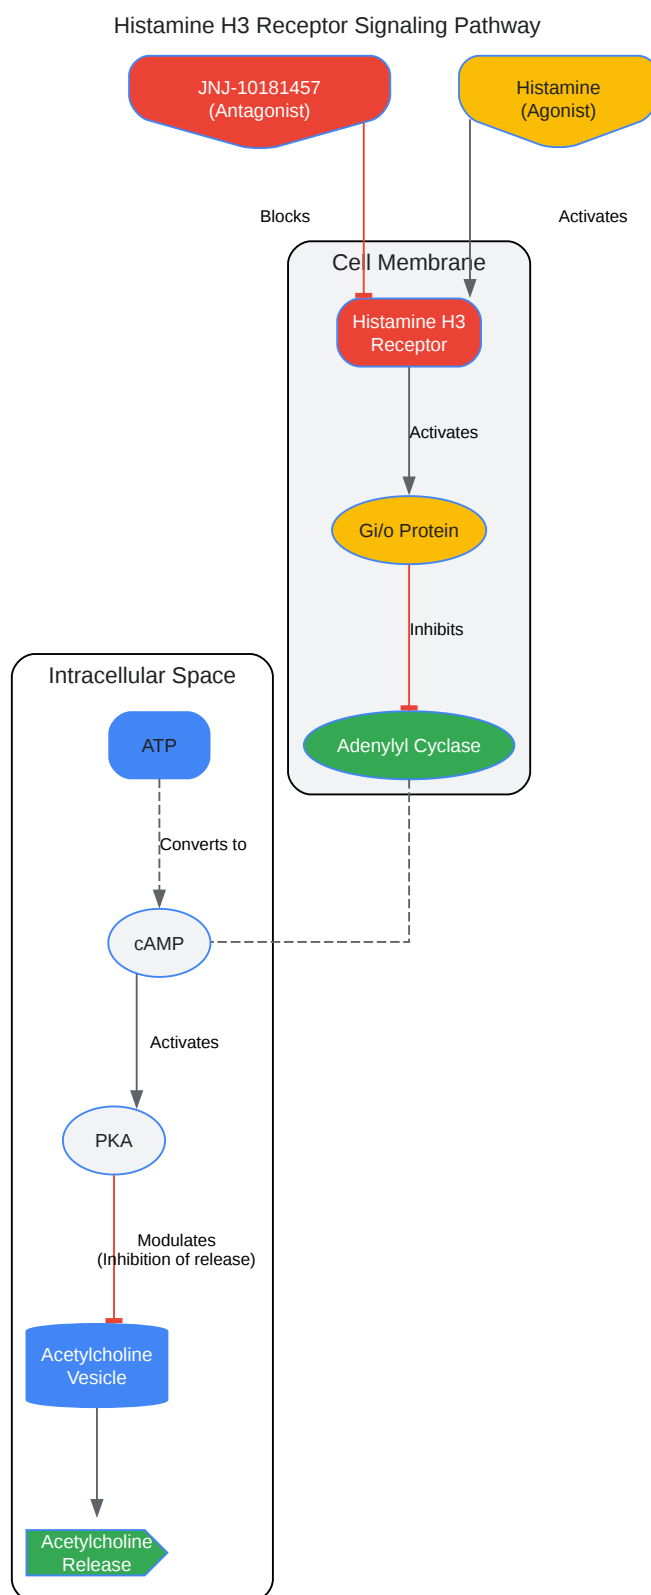 Histamine H3 Receptor Signaling Pathway
JNJ-10181457
(Antagonist)
Histamine
(Agonist)
Blocks
Activates
Cell Membrane
Histamine H3
Receptor
Activates
Gi/o Protein
Inhibits
Adenylyl Cyclase
Intracellular Space
ATP
Converts to
cAMP
Activates
PKA
Modulates
(Inhibition of release)
Acetylcholine
Vesicle
Acetylcholine
Release